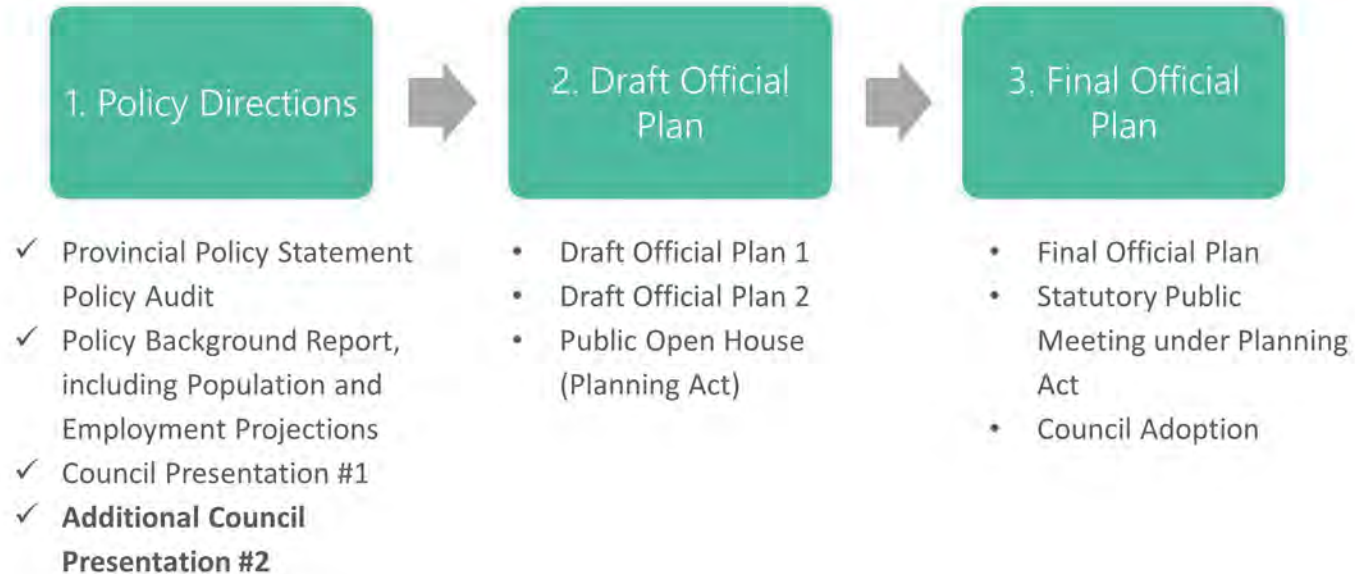 1. Policy Directions
✓ Provincial Policy Statement
Policy Audit
✓ Policy Background Report,
including Population and
Employment Projections
✓ Council Presentation #1
✓ Additional Council
Presentation #2
2. Draft Official
Plan
• Draft Official Plan 1
• Draft Official Plan 2
• Public Open House
(Planning Act)
3. Final Official
Plan
• Final Official Plan
• Statutory Public
Meeting under Planning
Act
• Council Adoption